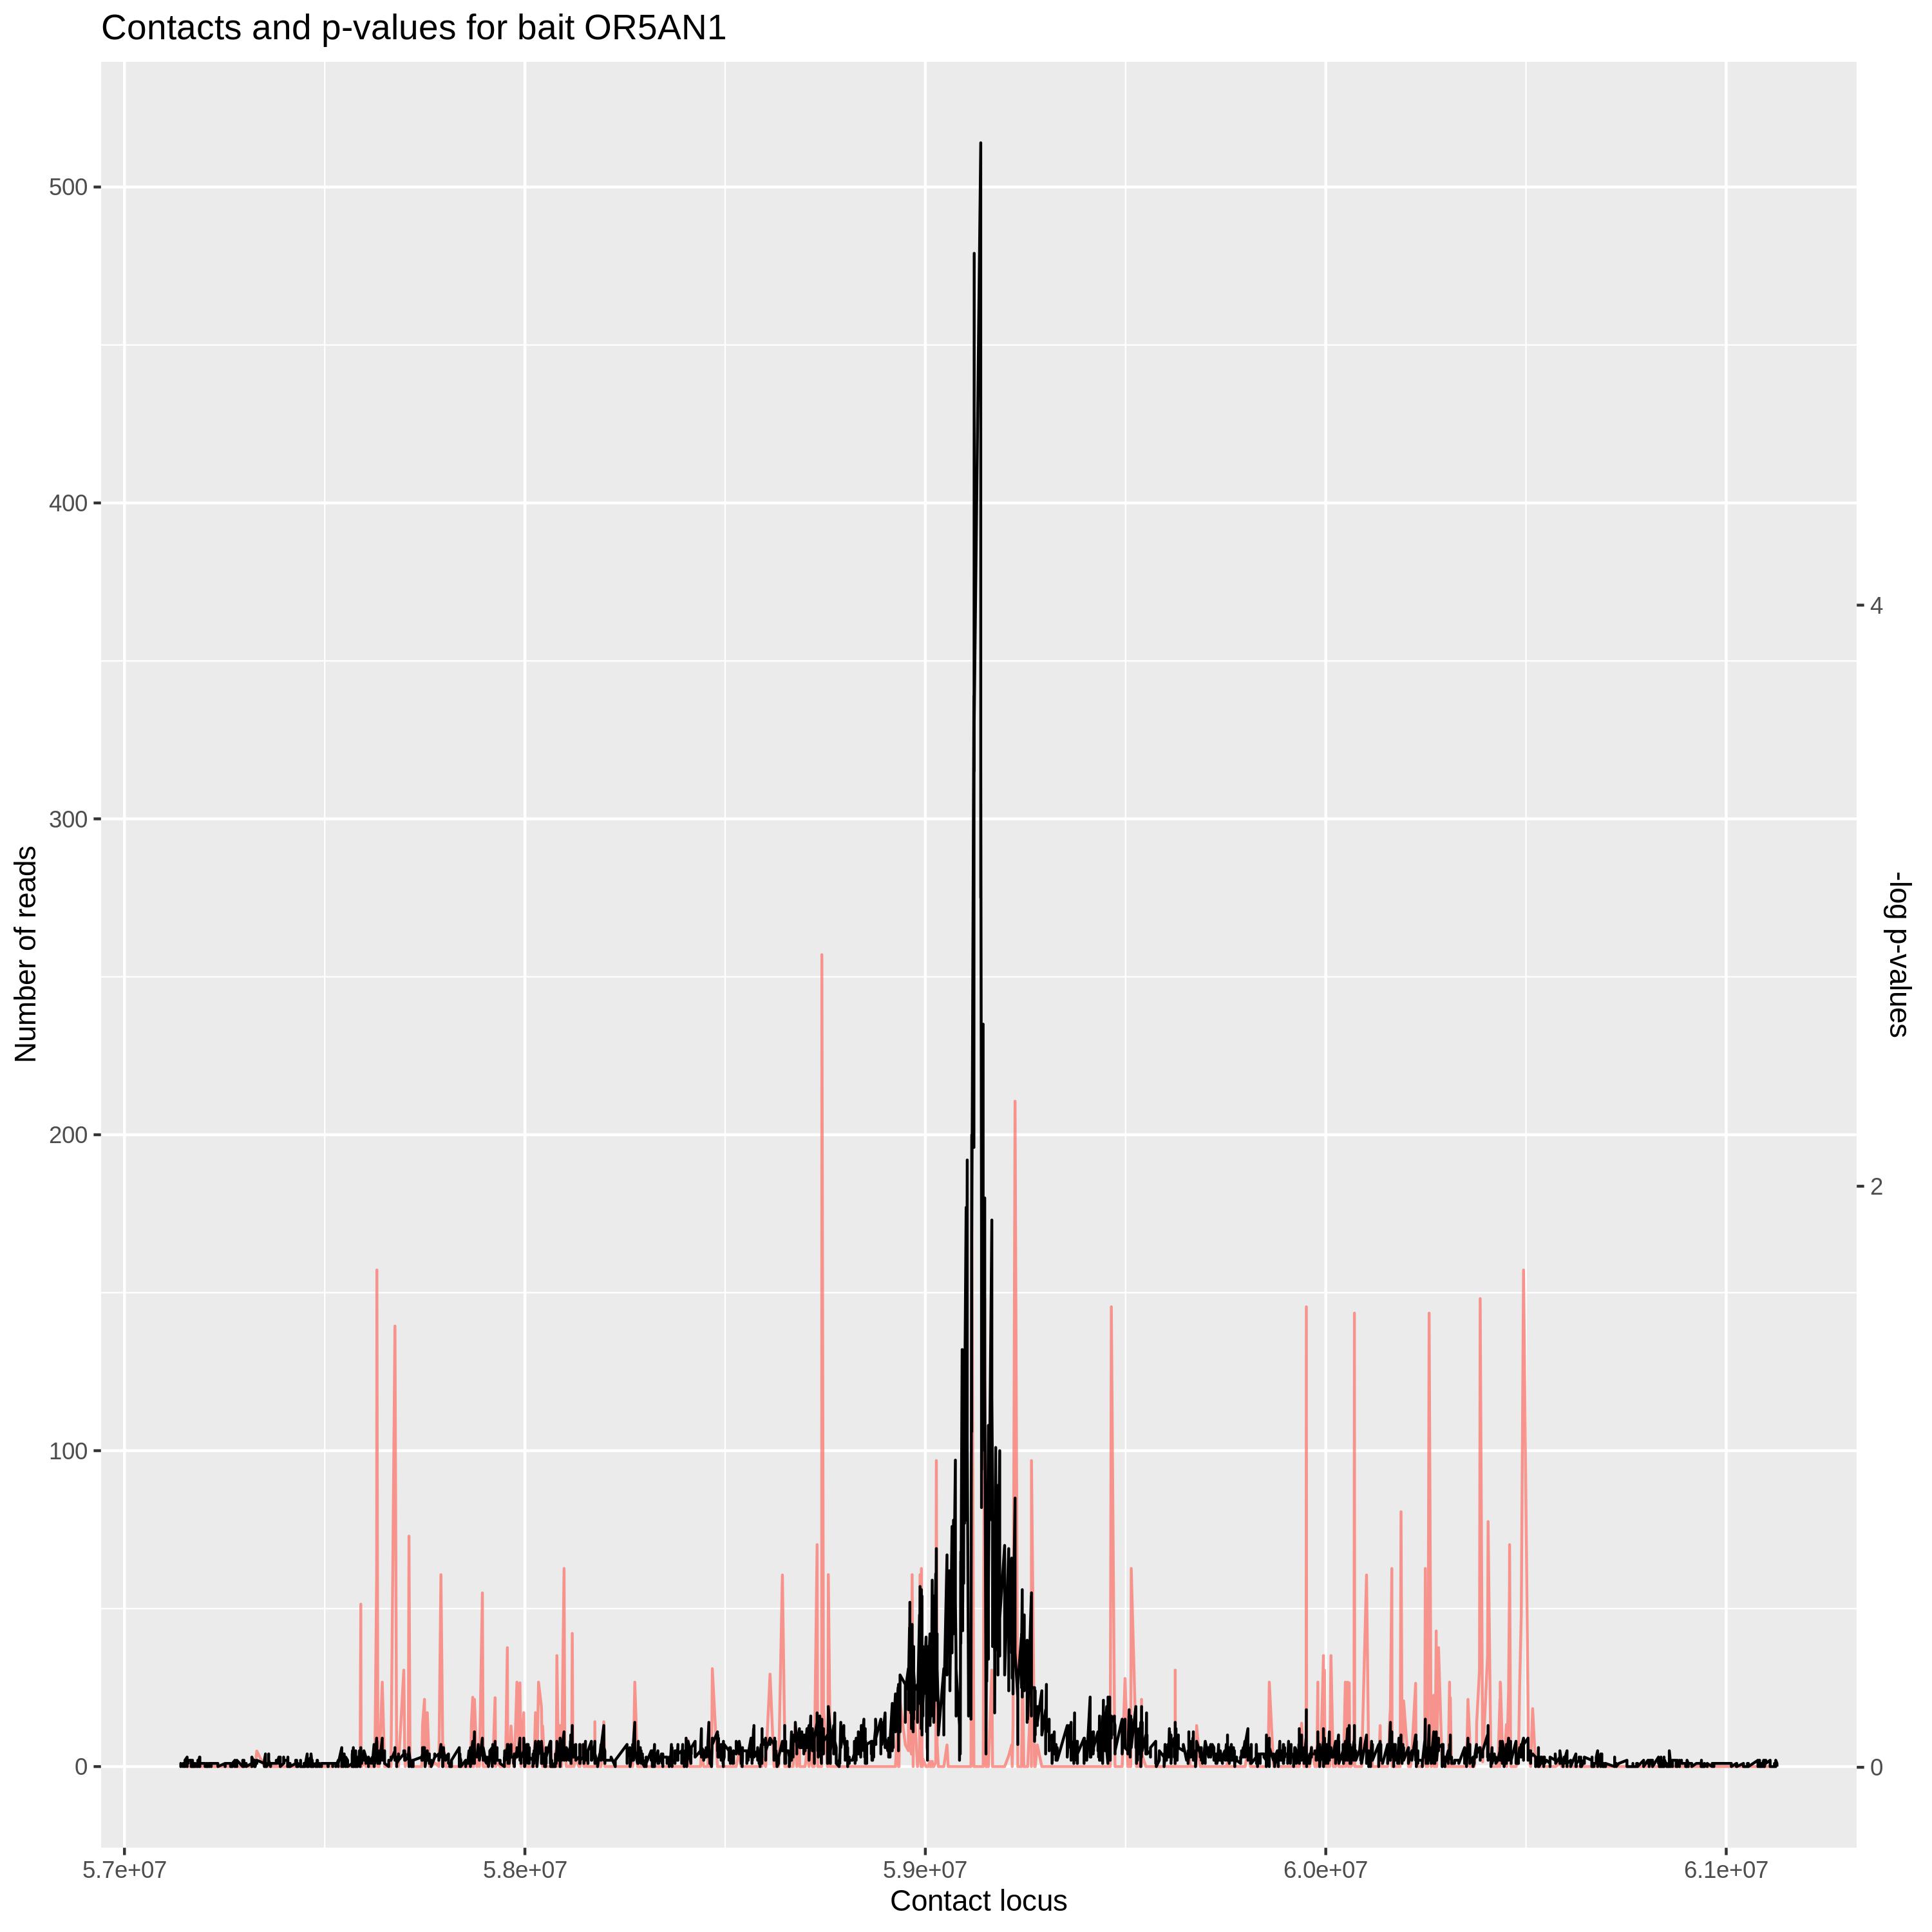 Contacts and p-values for bait OR5AN1
500
400
300
200
100
0
Number of reads
4
2
0
-log p-values
5.7e+07
5.8e+07
5.9e+07
6.0e+07
6.1e+07
Contact locus